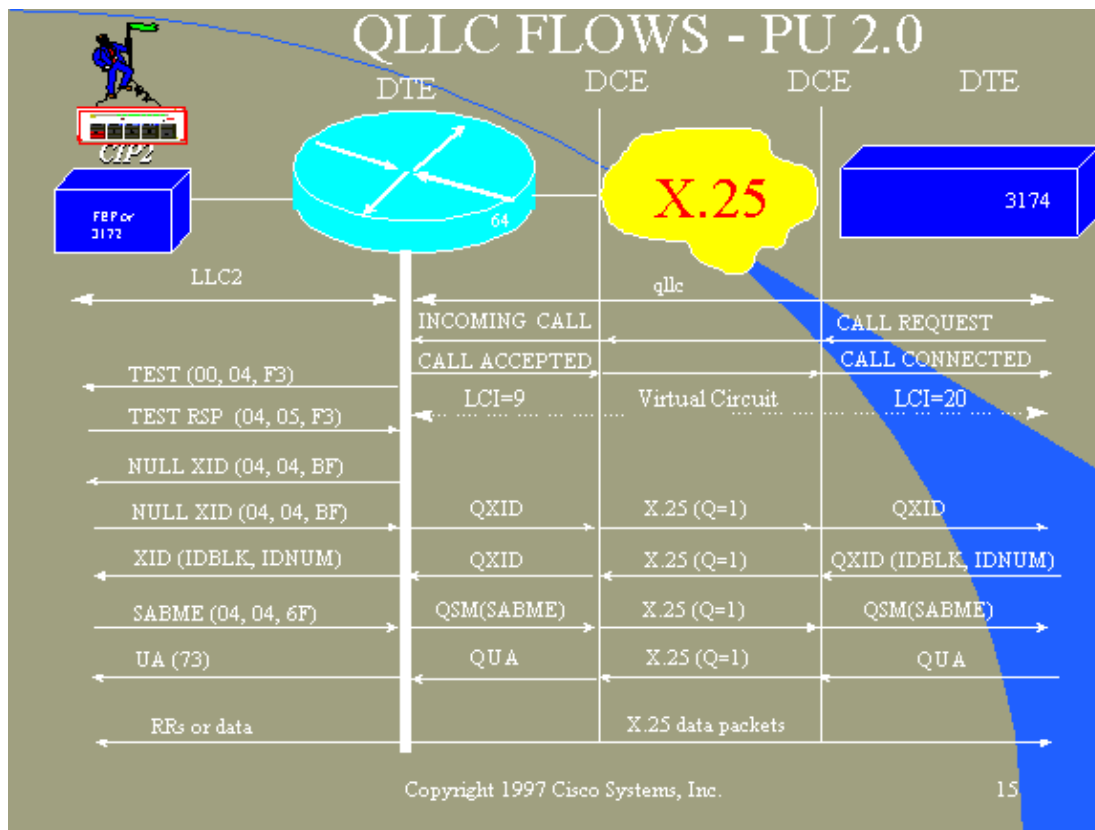 QLLC FLOWS - PU 2.0
DTE
DCE
DCE
DTE
CIP2
FEP or
3172
64
X.25
3174
LLC2
qllc
INCOMING CALL
CALL REQUEST
CALL ACCEPTED
CALL CONNECTED
TEST (00, 04, F3)
LCI=9
Virtual Circuit
LCI=20
TEST RSP (04, 05, F3)
NULL XID (04, 04, BF)
NULL XID (04, 04, BF)
QXID
X.25 (Q=1)
QXID
XID (IDBLK, IDNUM)
QXID
X.25 (Q=1)
QXID (IDBLK, IDNUM)
SABME (04, 04, 6F)
QSM(SABME)
X.25 (Q=1)
QSM(SABME)
UA (73)
QUA
X.25 (Q=1)
QUA
RRs or data
X.25 data packets
Copyright 1997 Cisco Systems, Inc.
15